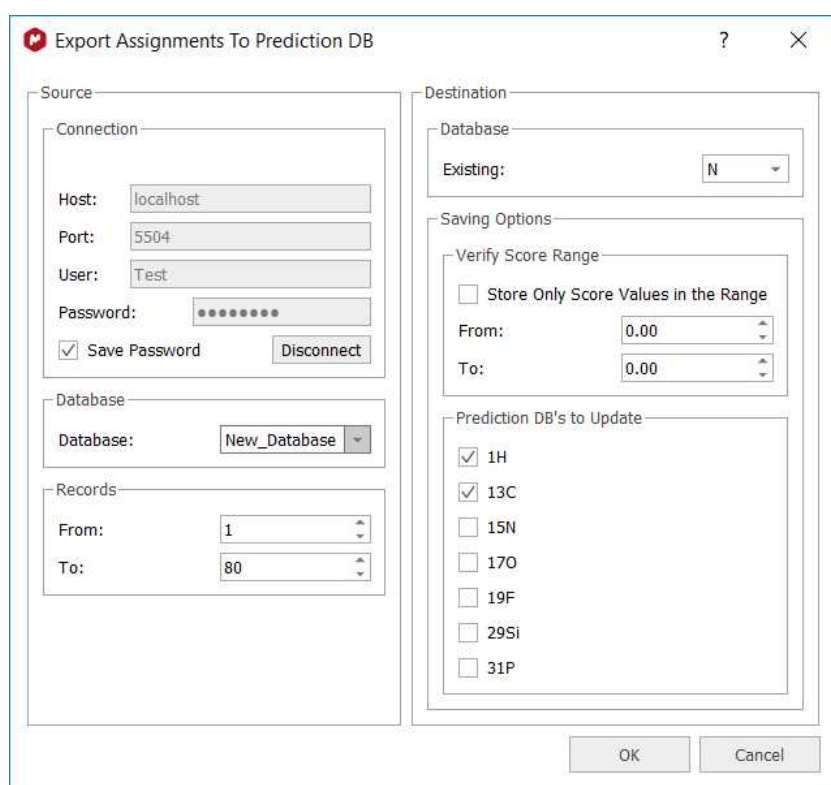 Export Assignments To Prediction DB
?
Source
Connection
Host: localhost
Port: 5504
User: Test
Password: ●●●●●●●●
Save Password
Disconnect
Database
Database: New_Database
Records
From: 1
To: 80
Destination
Database
Existing: N
Saving Options
Verify Score Range
Store Only Score Values in the Range
From: 0.00
To: 0.00
Prediction DB's to Update
1H
13C
15N
17O
19F
29Si
31P
OK
Cancel